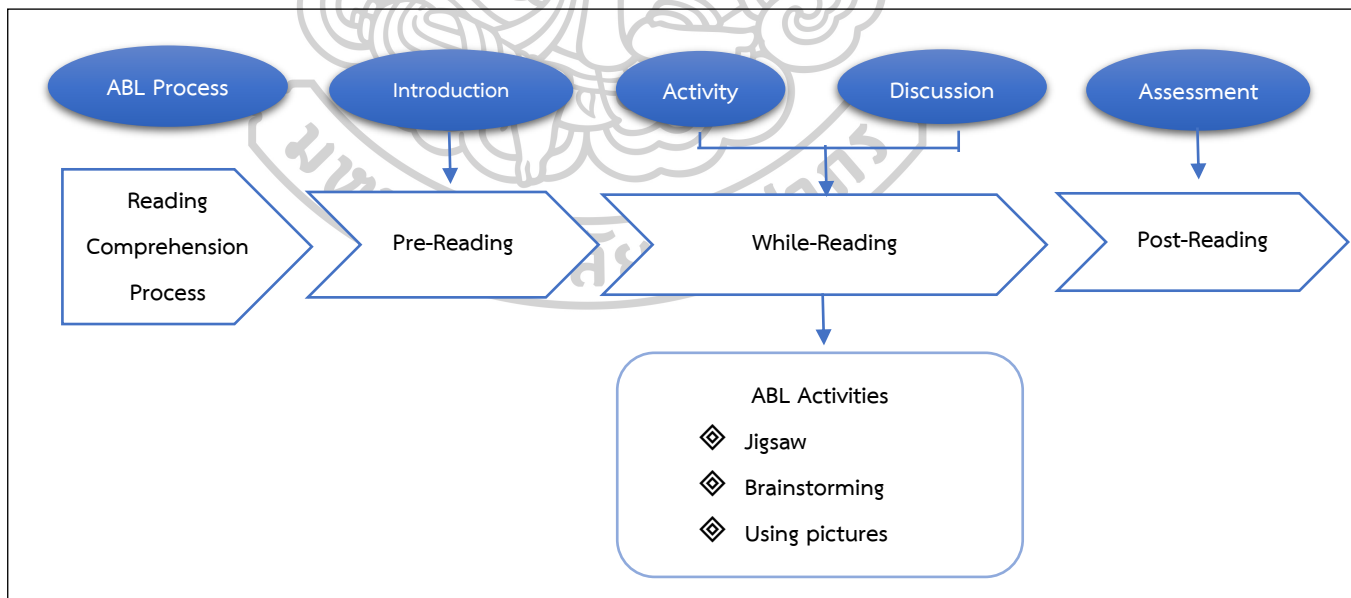 ABL Process
Introduction
Activity
Discussion
Assessment
Reading
Comprehension
Process
Pre-Reading
While-Reading
Post-Reading
ABL Activities
Jigsaw
Brainstorming
Using pictures